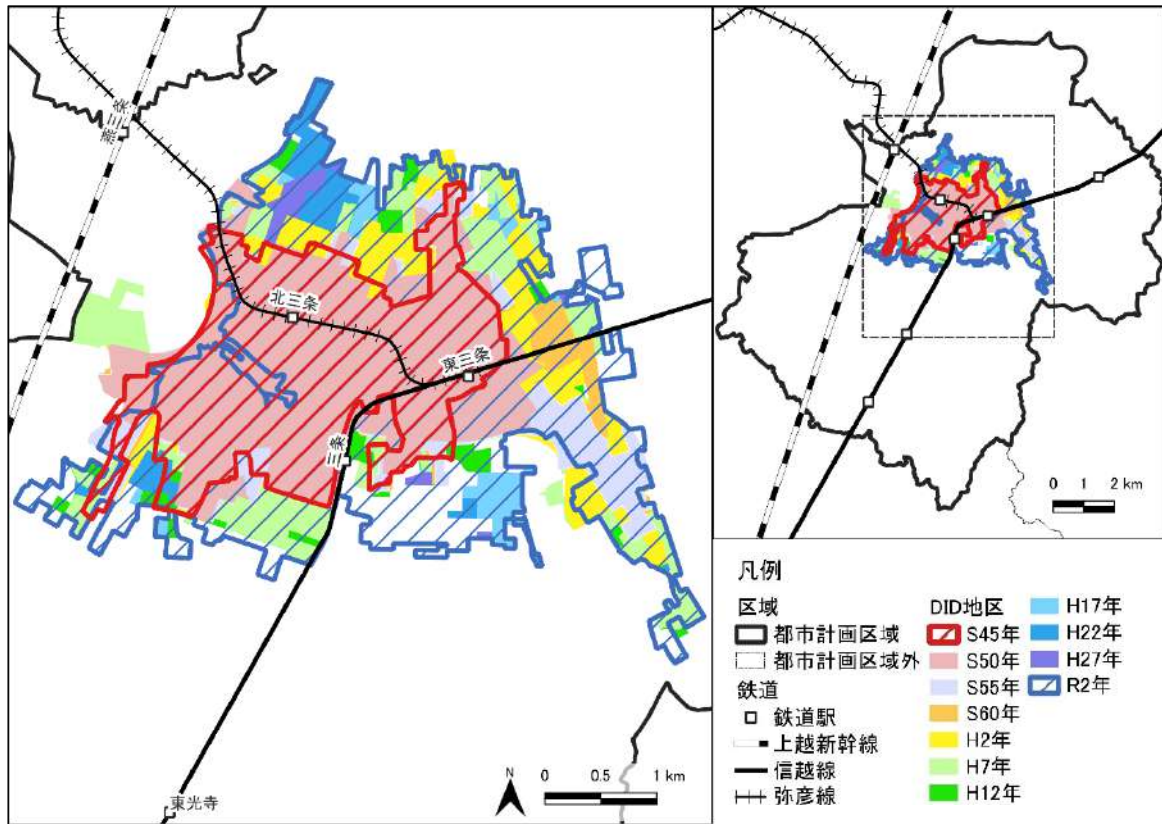 燕三条
北三条
東三条
三条
東光寺
N
0 0.5 1 km
0 1 2 km
凡例
区域
都市計画区域
都市計画区域外
鉄道
鉄道駅
上越新幹線
信越線
弥彦線
DID地区
S45年
S50年
S55年
S60年
H2年
H7年
H12年
H17年
H22年
H27年
R2年